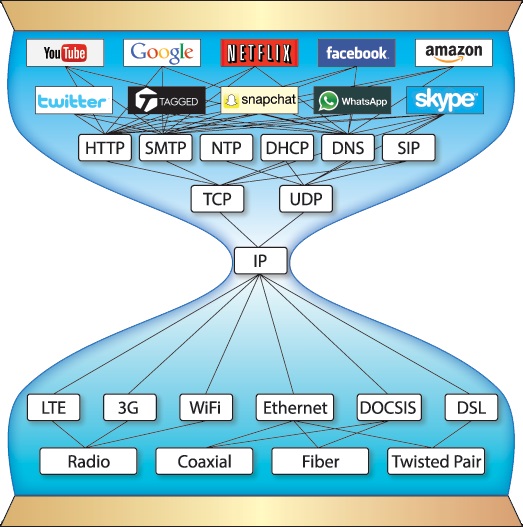 YouTube Google NETFLIX facebook amazon
twitter TAGGED snapchat WhatsApp skype™
HTTP SMTP NTP DHCP DNS SIP
TCP UDP
IP
LTE 3G WiFi Ethernet DOCSIS DSL
Radio Coaxial Fiber Twisted Pair